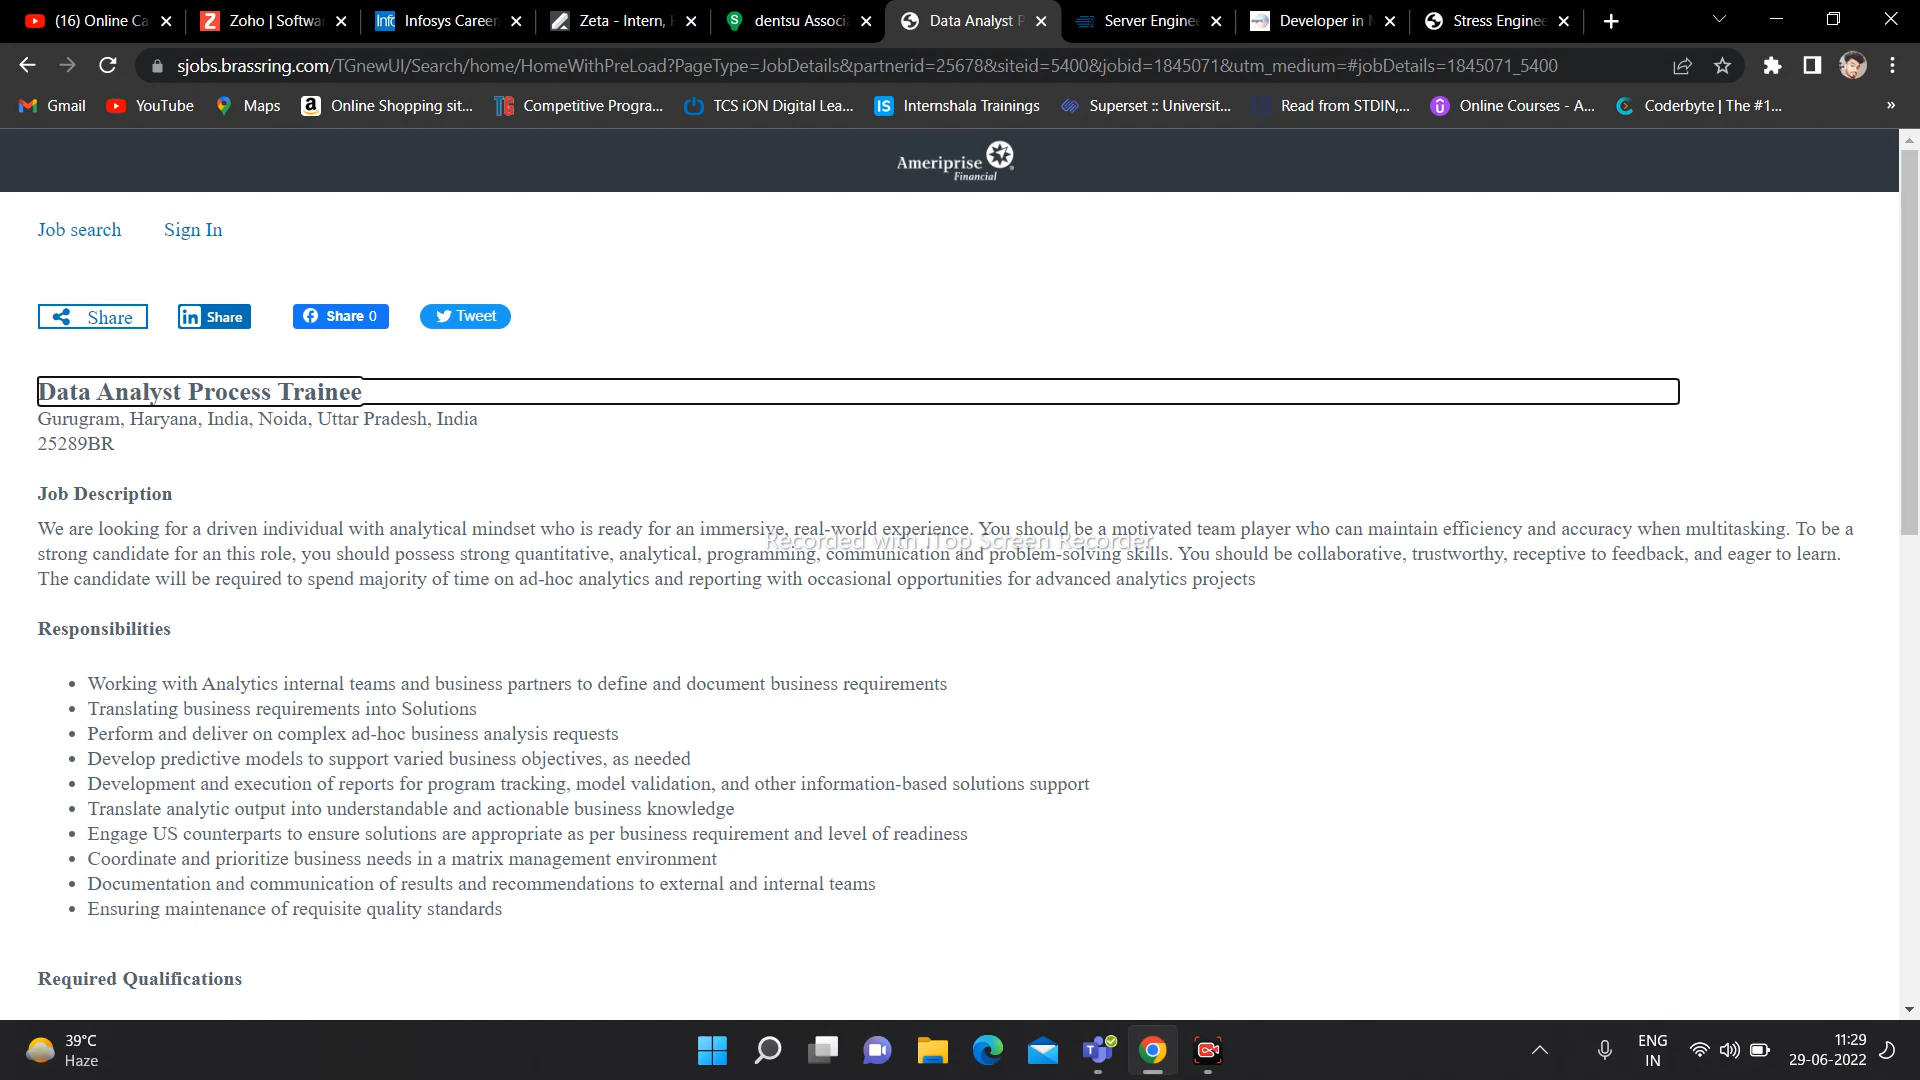 (16) Online Ca
Zoho | Softwar
Infosys Career
Zeta - Intern,
dentsu Associ
Data Analyst P
Server Engine
Developer in
Stress Enginee
sjobs.brassring.com/TGnewUI/Search/home/HomeWithPreLoad?PageType=JobDetails&partnerid=25678&siteid=5400&jobid=1845071&utm_medium=#jobDetails=1845071_5400
Gmail
YouTube
Maps
Online Shopping sit...
Competitive Progra...
TCS iON Digital Lea...
Internshala Trainings
Superset :: Universit...
Read from STDIN,...
Online Courses - A...
Coderbyte | The #1...
»
Ameriprise
Financial
Job search Sign In
Share
in Share
Share 0
Tweet
Data Analyst Process Trainee
Gurugram, Haryana, India, Noida, Uttar Pradesh, India
25289BR
Job Description
We are looking for a driven individual with analytical mindset who is ready for an immersive, real-world experience. You should be a motivated team player who can maintain efficiency and accuracy when multitasking. To be a
Recorded with iTop Screen Recorder
strong candidate for an this role, you should possess strong quantitative, analytical, programming, communication and problem-solving skills. You should be collaborative, trustworthy, receptive to feedback, and eager to learn.
The candidate will be required to spend majority of time on ad-hoc analytics and reporting with occasional opportunities for advanced analytics projects
Responsibilities
• Working with Analytics internal teams and business partners to define and document business requirements
• Translating business requirements into Solutions
• Perform and deliver on complex ad-hoc business analysis requests
• Develop predictive models to support varied business objectives, as needed
• Development and execution of reports for program tracking, model validation, and other information-based solutions support
• Translate analytic output into understandable and actionable business knowledge
• Engage US counterparts to ensure solutions are appropriate as per business requirement and level of readiness
• Coordinate and prioritize business needs in a matrix management environment
• Documentation and communication of results and recommendations to external and internal teams
• Ensuring maintenance of requisite quality standards
Required Qualifications
39°C
Haze
ENG
IN
11:29
29-06-2022